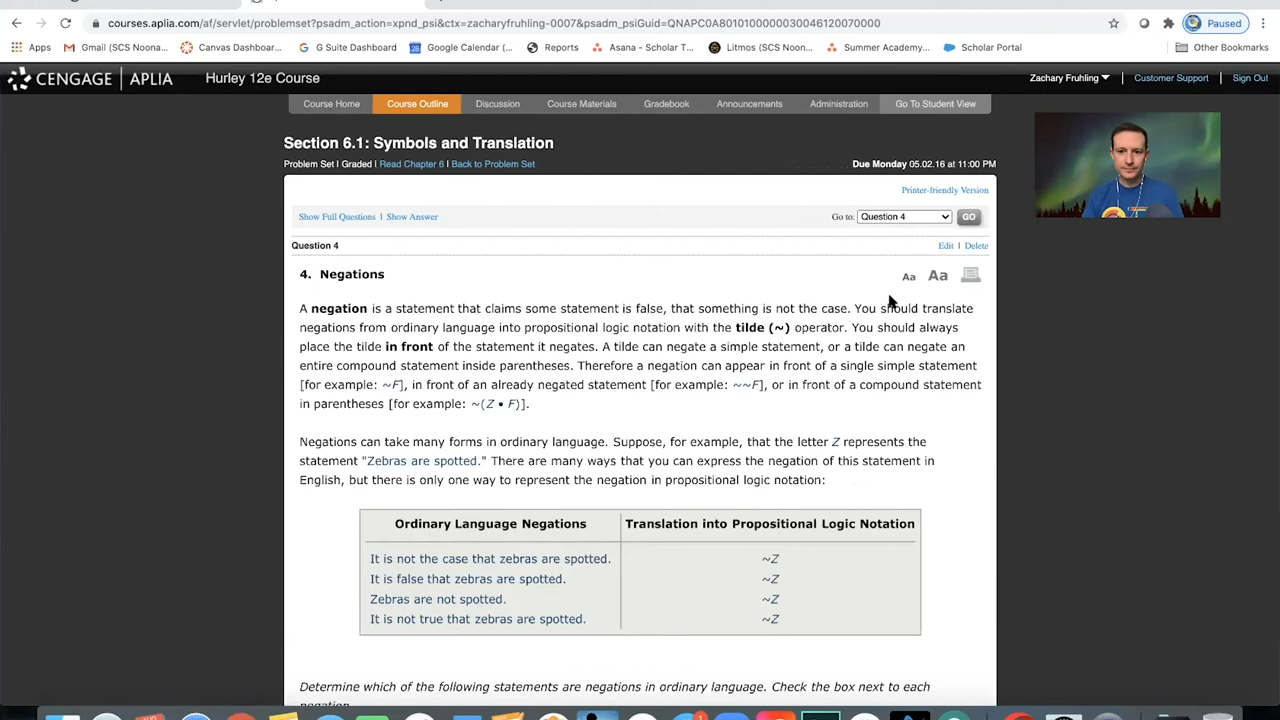 courses.aplia.com/af/servlet/problemset?psadm_action=xpnd_psi&ctx=zacharyfruhling-0007&psadm_psiGuid=QNAPC0A80101000000030046120070000
Paused
Apps Gmail (SCS Noona... Canvas Dashboar... G Suite Dashboard Google Calendar (... Reports Asana - Scholar T... Litmos (SCS Noon... Summer Academy... Scholar Portal Other Bookmarks
CENGAGE | APLIA Hurley 12e Course Zachary Fruhling Customer Support Sign Out
Course Home Course Outline Discussion Course Materials Gradebook Announcements Administration Go To Student View
Section 6.1: Symbols and Translation
Problem Set | Graded | Read Chapter 6 | Back to Problem Set Due Monday 05.02.16 at 11:00 PM
Printer-friendly Version
Show Full Questions | Show Answer Go to: Question 4 GO
Question 4 Edit | Delete
4. Negations Aa Aa
A negation is a statement that claims some statement is false, that something is not the case. You should translate
negations from ordinary language into propositional logic notation with the tilde (~) operator. You should always
place the tilde in front of the statement it negates. A tilde can negate a simple statement, or a tilde can negate an
entire compound statement inside parentheses. Therefore a negation can appear in front of a single simple statement
[for example: ~F], in front of an already negated statement [for example: ~~F], or in front of a compound statement
in parentheses [for example: ~(Z • F)].
Negations can take many forms in ordinary language. Suppose, for example, that the letter Z represents the
statement "Zebras are spotted." There are many ways that you can express the negation of this statement in
English, but there is only one way to represent the negation in propositional logic notation:
Ordinary Language Negations Translation into Propositional Logic Notation
It is not the case that zebras are spotted. ~Z
It is false that zebras are spotted. ~Z
Zebras are not spotted. ~Z
It is not true that zebras are spotted. ~Z
Determine which of the following statements are negations in ordinary language. Check the box next to each
negation.